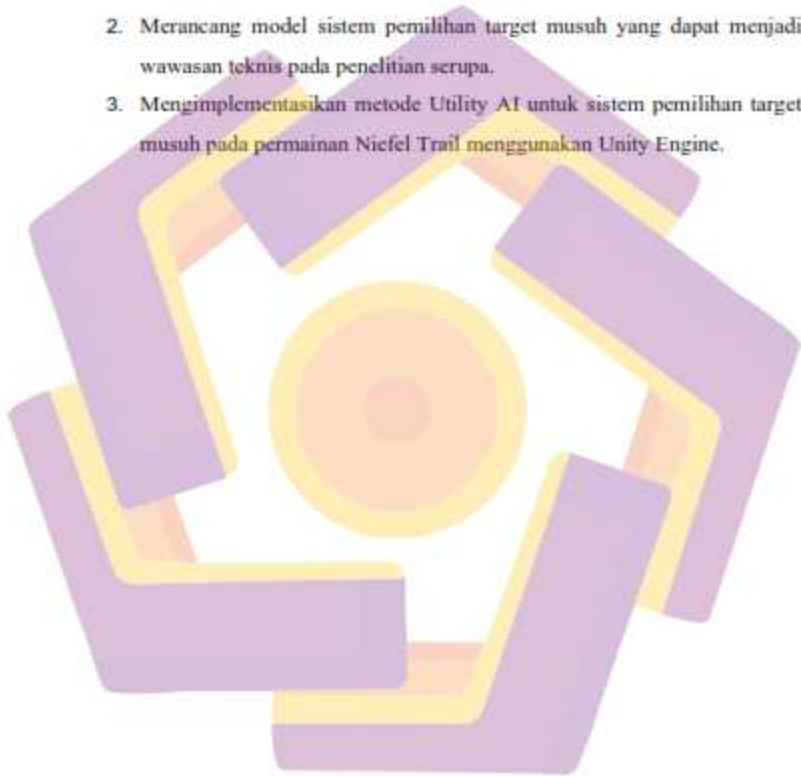 2. Merancang model sistem pemilihan target musuh yang dapat menjadi
wawasan teknis pada penelitian serupa.
3. Mengimplementasikan metode Utility AI untuk sistem pemilihan target
musuh pada permainan Nicfel Trail menggunakan Unity Engine.